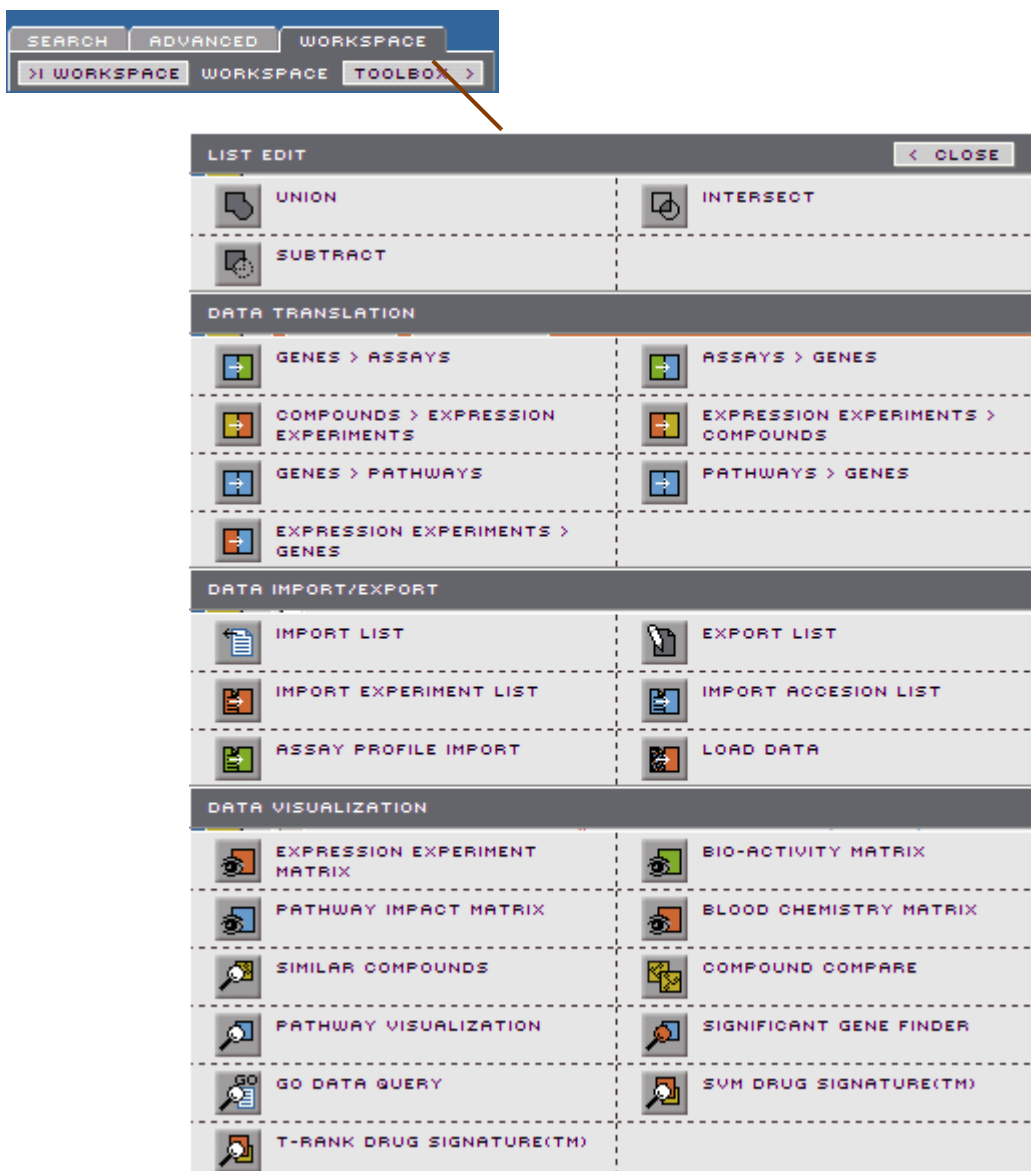 SEARCH ADVANCED WORKSPACE
>I WORKSPACE WORKSPACE TOOLBOX >
LIST EDIT < CLOSE
UNION INTERSECT
SUBTRACT
DATA TRANSLATION
GENES > ASSAYS ASSAYS > GENES
COMPOUNDS > EXPRESSION EXPRESSION EXPERIMENTS >
EXPERIMENTS COMPOUNDS
GENES > PATHWAYS PATHWAYS > GENES
EXPRESSION EXPERIMENTS >
GENES
DATA IMPORT/EXPORT
IMPORT LIST EXPORT LIST
IMPORT EXPERIMENT LIST IMPORT ACCESION LIST
ASSAY PROFILE IMPORT LOAD DATA
DATA VISUALIZATION
EXPRESSION EXPERIMENT BIO-ACTIVITY MATRIX
MATRIX
PATHWAY IMPACT MATRIX BLOOD CHEMISTRY MATRIX
SIMILAR COMPOUNDS COMPOUND COMPARE
PATHWAY VISUALIZATION SIGNIFICANT GENE FINDER
GO GO DATA QUERY SVM DRUG SIGNATURE(TM)
T-RANK DRUG SIGNATURE(TM)